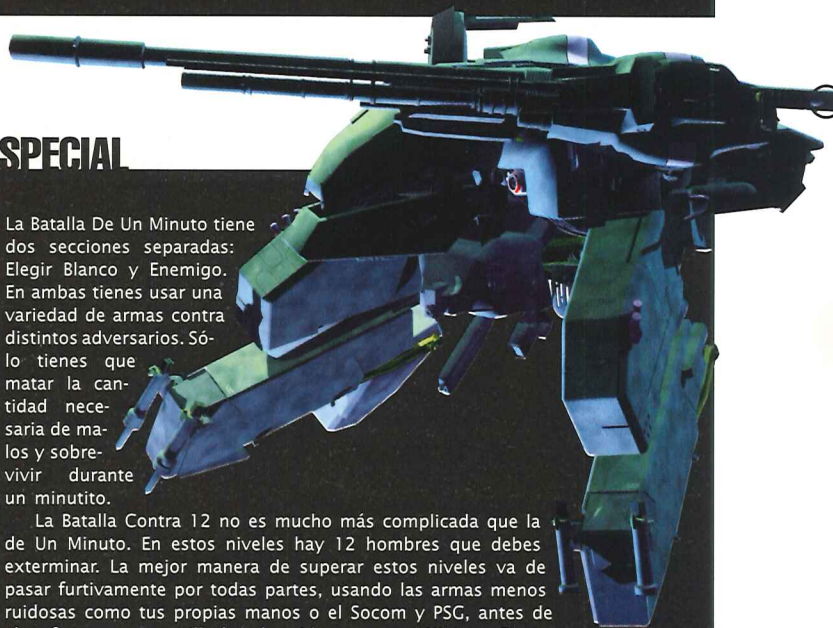 SPECIAL
La Batalla De Un Minuto tiene
dos secciones separadas:
Elegir Blanco y Enemigo.
En ambas tienes usar una
variedad de armas contra
distintos adversarios. Só-
lo tienes que
matar la can-
tidad nece-
saria de ma-
los y sobre-
vivir durante
un minutito.
La Batalla Contra 12 no es mucho más complicada que la
de Un Minuto. En estos niveles hay 12 hombres que debes
exterminar. La mejor manera de superar estos niveles va de
pasar furtivamente por todas partes, usando las armas menos
ruidosas como tus propias manos o el Socom y PSG, antes de